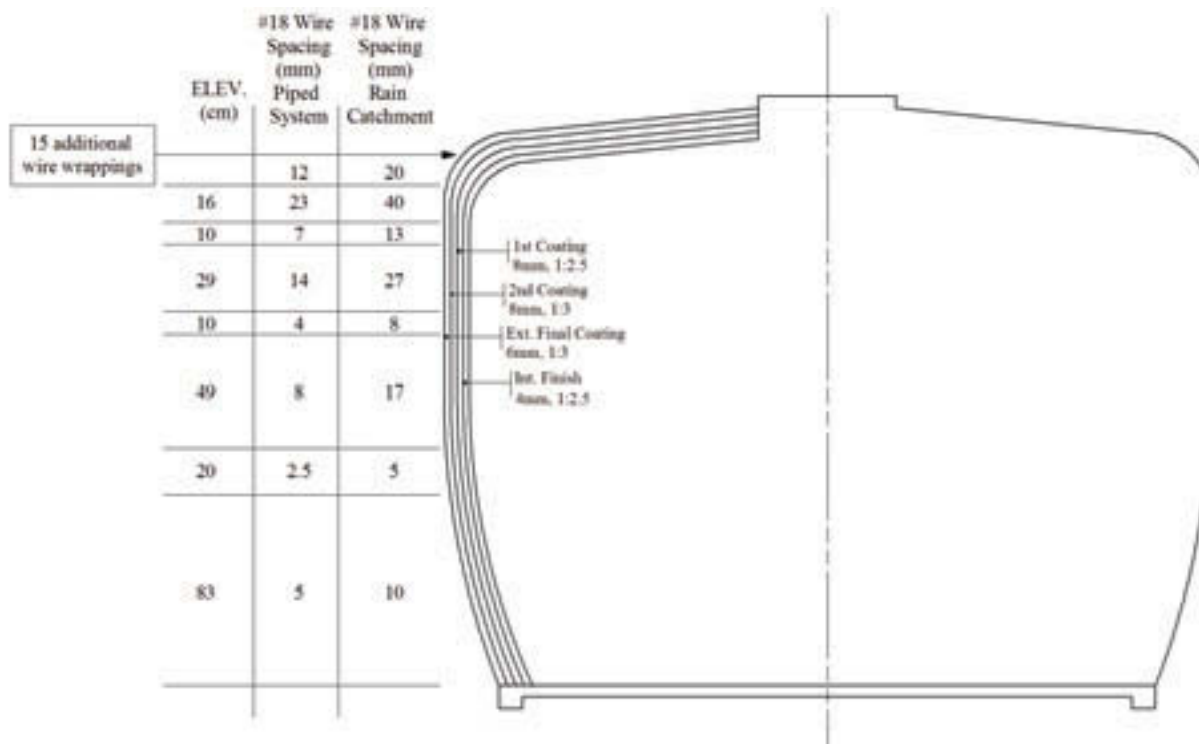 #18 Wire #18 Wire
Spacing Spacing
(mm) (mm)
ELEV. Piped Rain
(cm) System Catchment
15 additional
wire wrappings
12 20
16 23 40
10 7 13
29 14 27
10 4 8
49 8 17
20 2.5 5
83 5 10
1st Coating
8mm, 1:2.5
2nd Coating
8mm, 1:3
Ext. Final Coating
6mm, 1:3
Int. Finish
4mm, 1:2.5